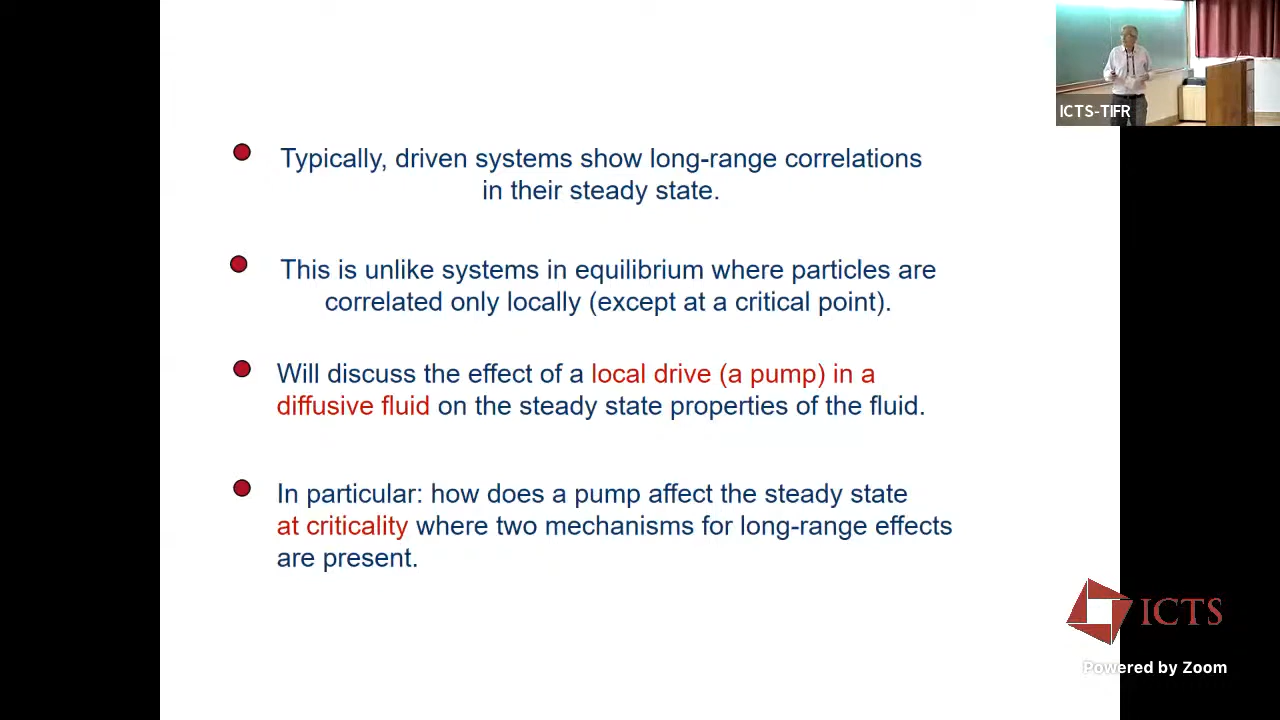 ICTS-TIFR
Typically, driven systems show long-range correlations
in their steady state.
This is unlike systems in equilibrium where particles are
correlated only locally (except at a critical point).
Will discuss the effect of a local drive (a pump) in a
diffusive fluid on the steady state properties of the fluid.
In particular: how does a pump affect the steady state
at criticality where two mechanisms for long-range effects
are present.
ICTS
Powered by Zoom